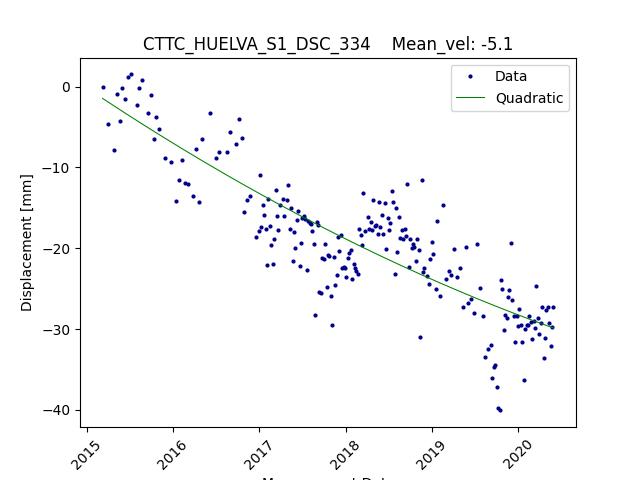 CTTC_HUELVA_S1_DSC_334    Mean_vel: -5.1
Data
Quadratic
Displacement [mm]
0
−10
−20
−30
−40
2015
2016
2017
2018
2019
2020